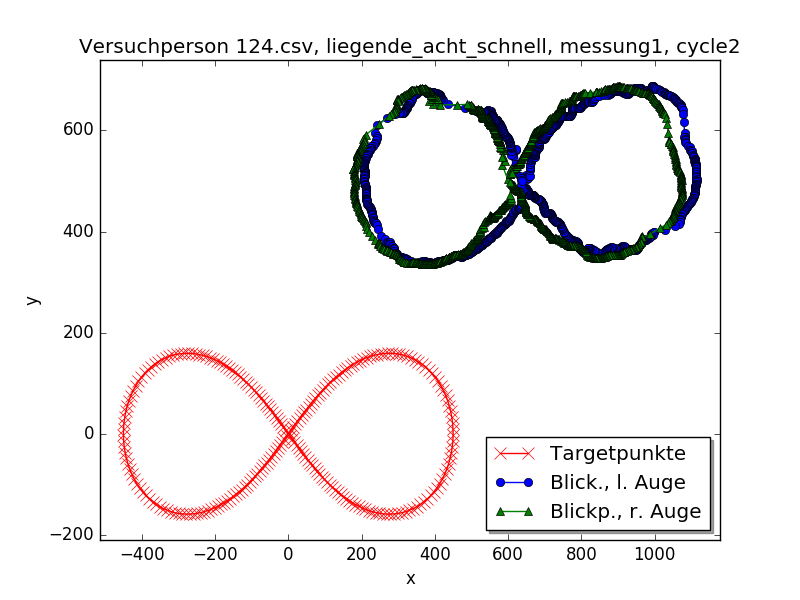 Versuchperson 124.csv, liegende_acht_schnell, messung1, cycle2
600
400
200
0
−200
y
−400
−200
0
200
400
600
800
1000
x
Targetpunkte
Blick., l. Auge
Blickp., r. Auge